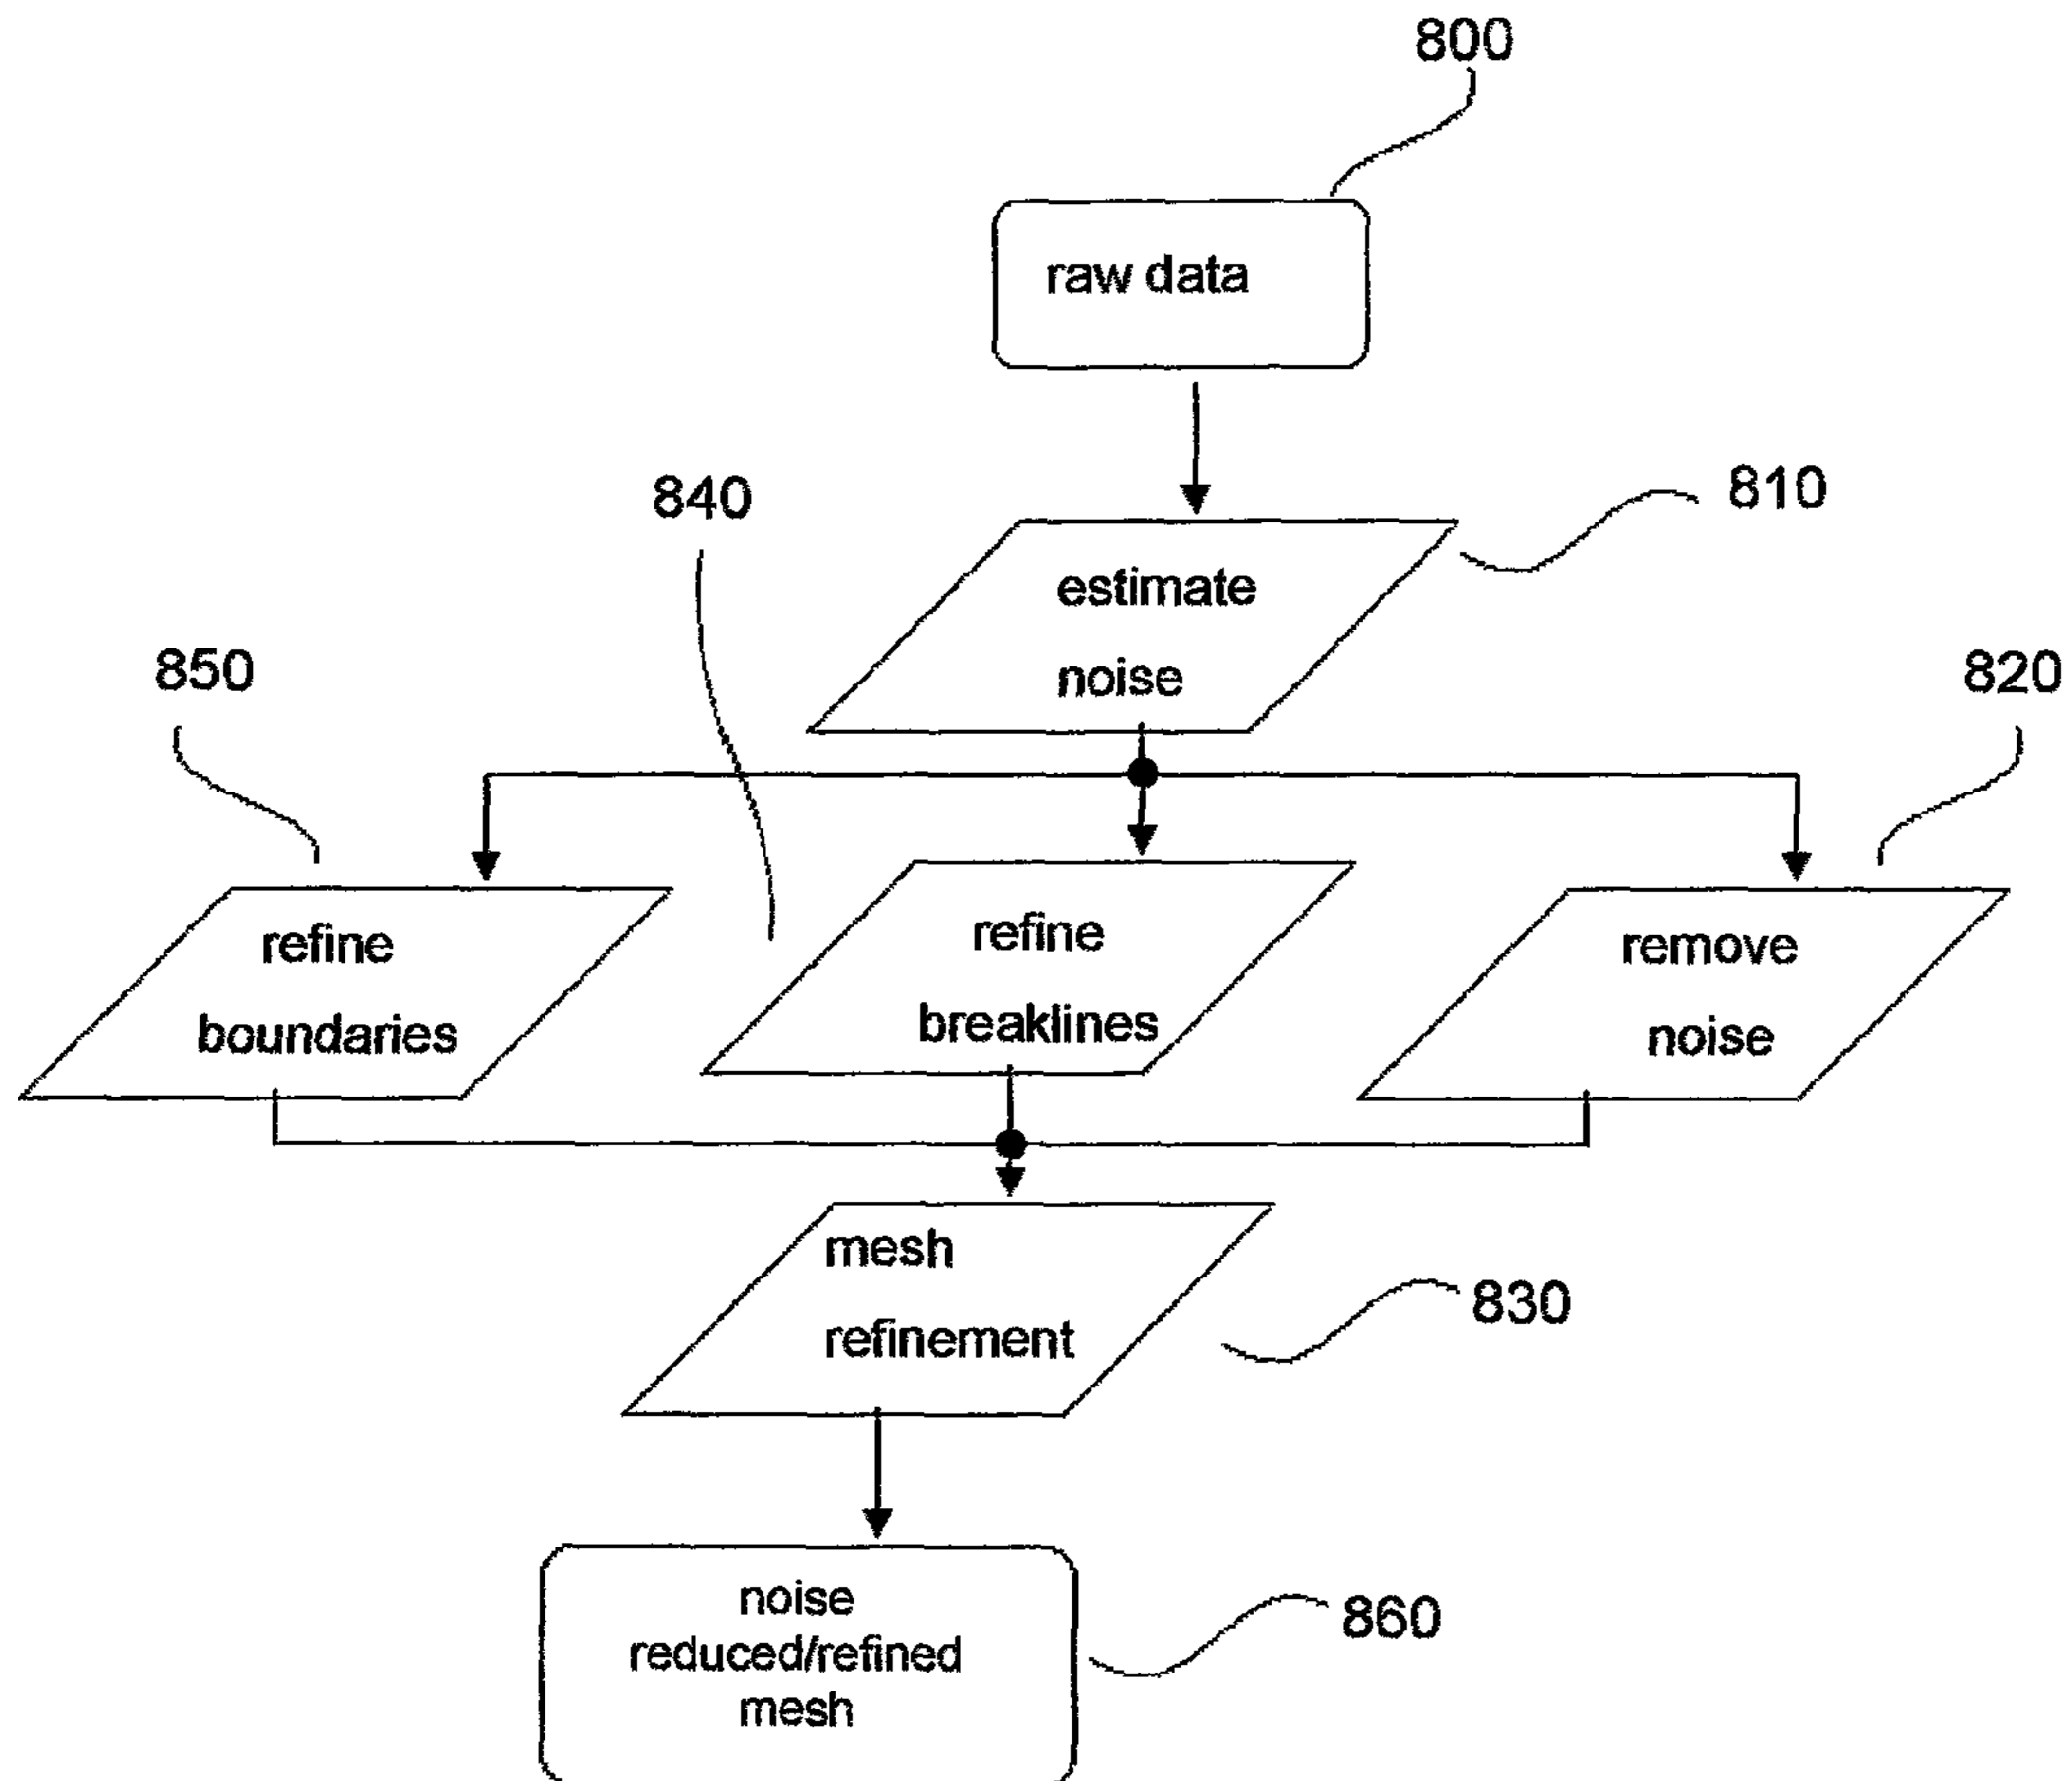 800
raw data
840
810
estimate
noise
850
820
refine
boundaries
refine
breaklines
remove
noise
mesh
refinement
830
noise
reduced/refined
mesh
860